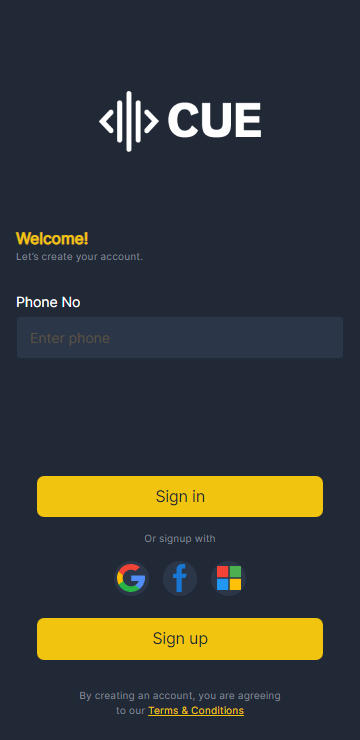 CUE
Welcome!
Let's create your account.
Phone No
Enter phone
Sign in
Or signup with
Sign up
By creating an account, you are agreeing
to our Terms & Conditions